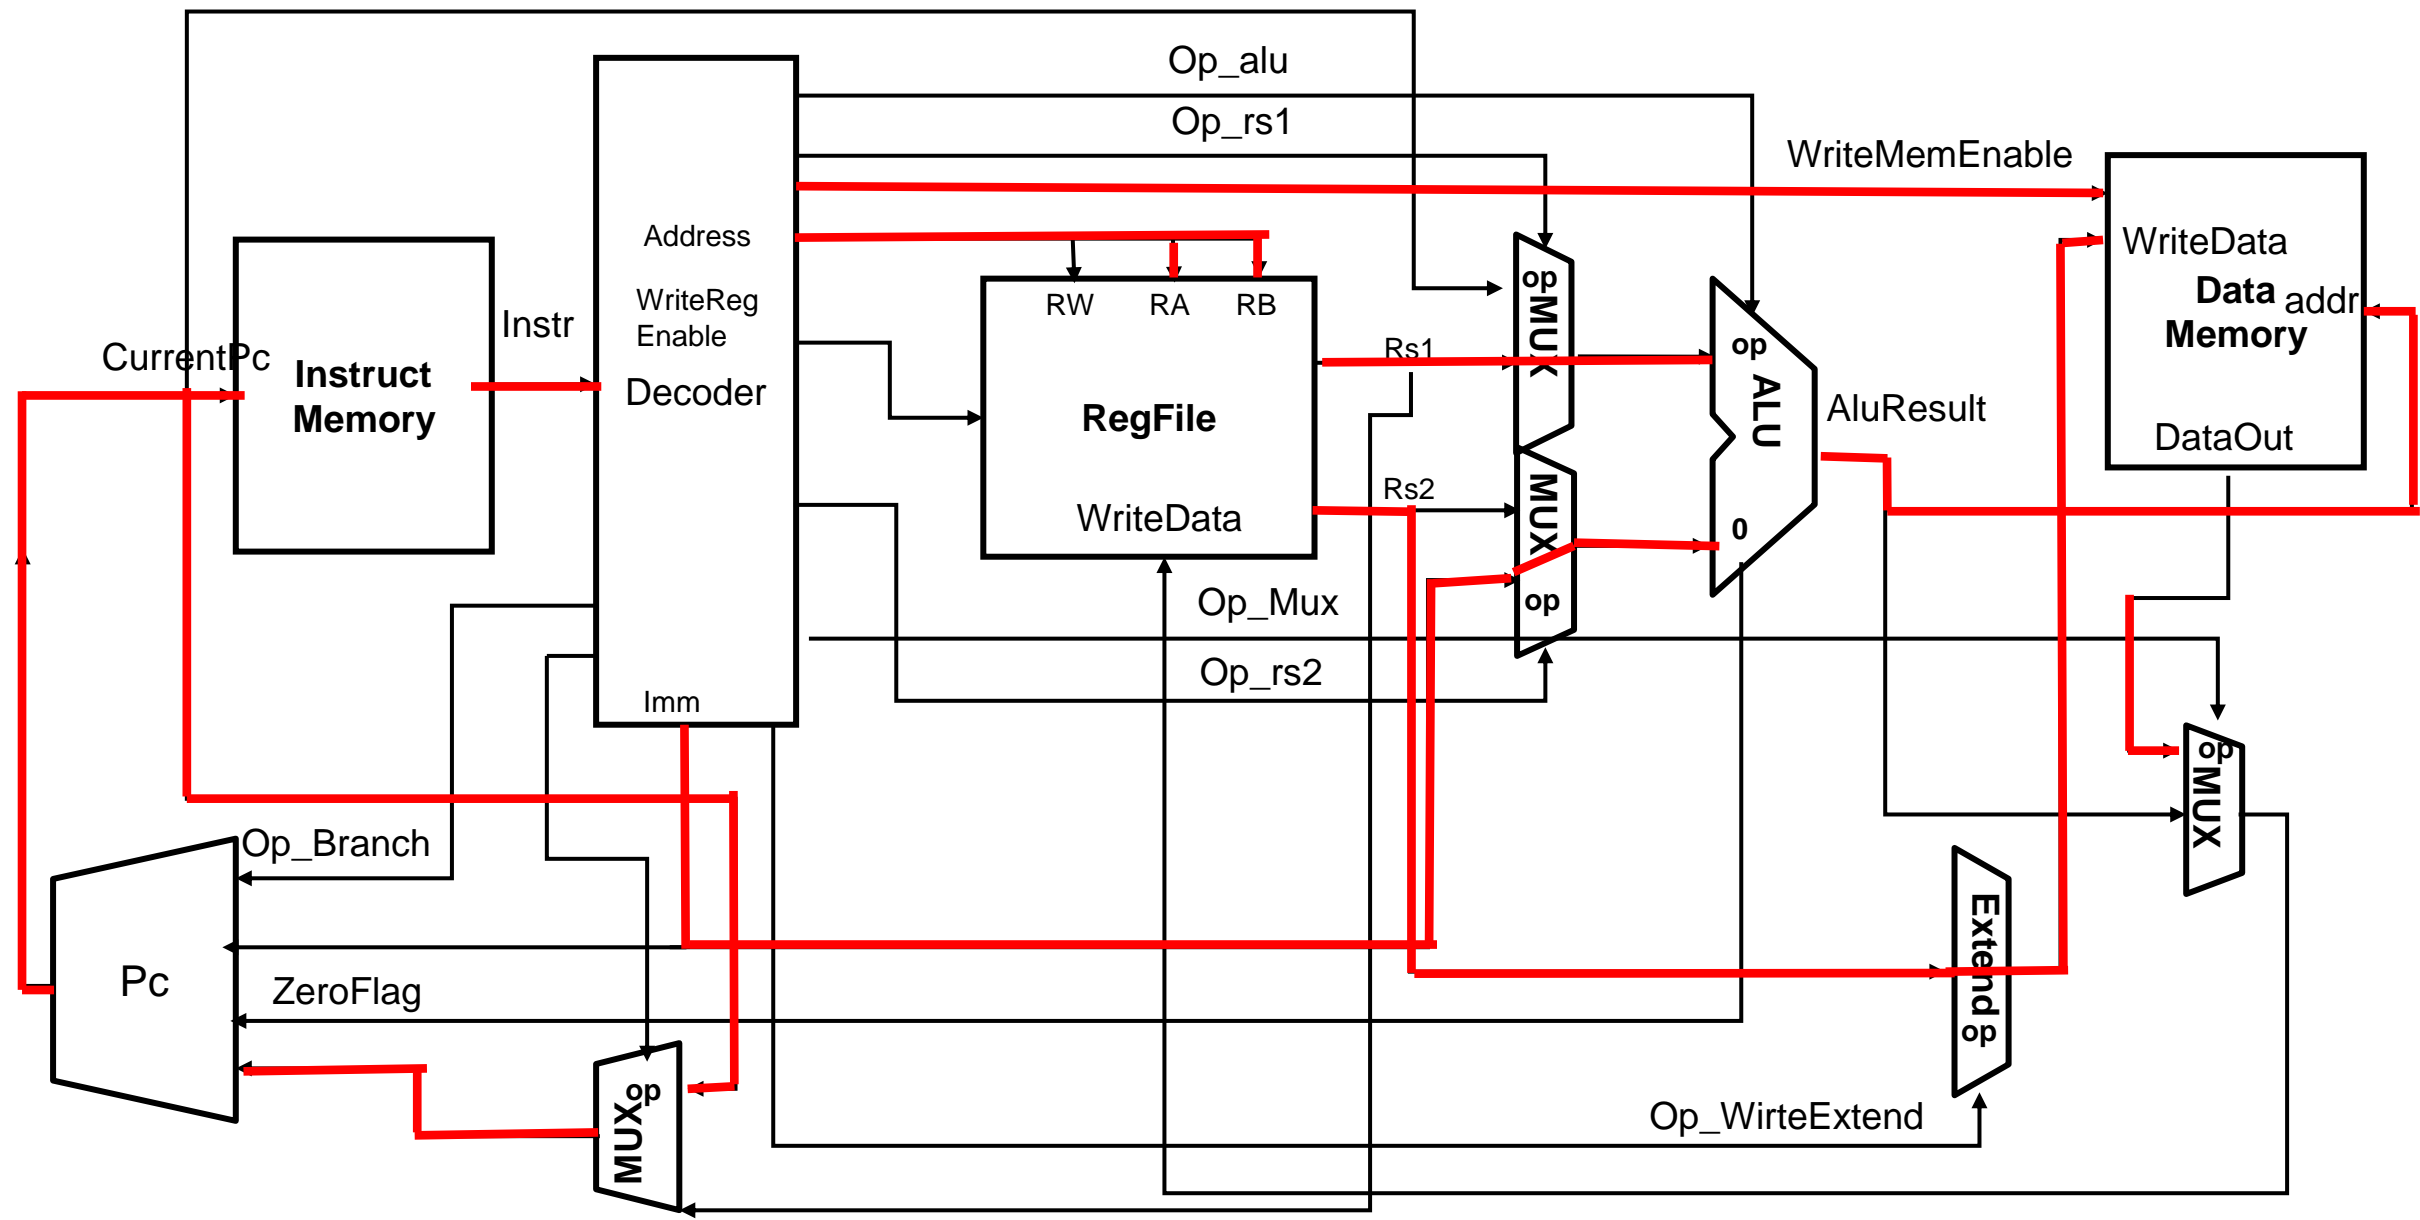 Op_alu
Op_rs1
WriteMemEnable
Address
WriteReg
Enable
Decoder
Imm
CurrentPc
Instruct
Memory
Instr
RW
RA
RB
RegFile
WriteData
Rs1
Rs2
op
MUX
MUX
op
op
ALU
0
AluResult
WriteData
Data
Memory
addr
DataOut
Op_Mux
Op_rs2
op
MUX
Op_Branch
Pc
ZeroFlag
op
MUX
Extend
op
Op_WirteExtend